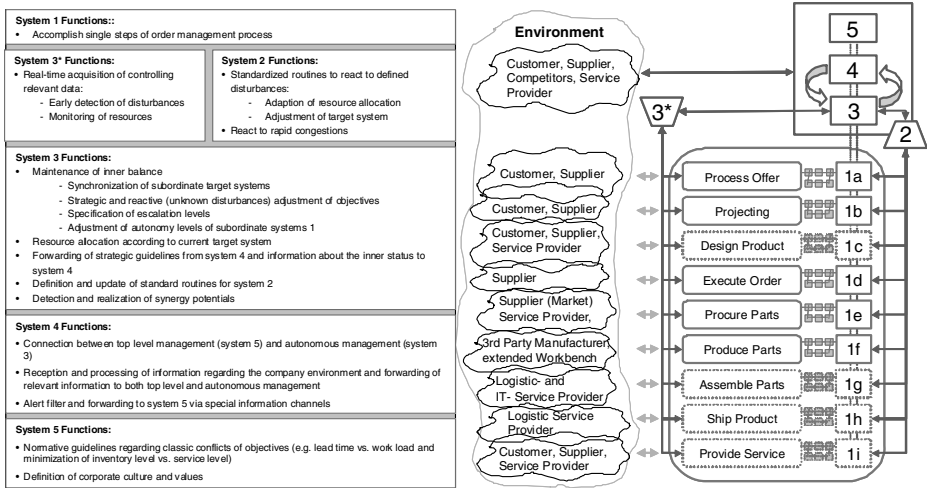 System 1 Functions::
• Accomplish single steps of order management process
System 3* Functions:
• Real-time acquisition of controlling
relevant data:
- Early detection of disturbances
- Monitoring of resources
System 2 Functions:
• Standardized routines to react to defined
disturbances:
- Adaption of resource allocation
- Adjustment of target system
• React to rapid congestions
System 3 Functions:
• Maintenance of inner balance
- Synchronization of subordinate target systems
- Strategic and reactive (unknown disturbances) adjustment of objectives
- Specification of escalation levels
- Adjustment of autonomy levels of subordinate systems 1
• Resource allocation according to current target system
• Forwarding of strategic guidelines from system 4 and information about the inner status to
system 4
• Definition and update of standard routines for system 2
• Detection and realization of synergy potentials
System 4 Functions:
• Connection between top level management (system 5) and autonomous management (system
3)
• Reception and processing of information regarding the company environment and forwarding of
relevant information to both top level and autonomous management
• Alert filter and forwarding to system 5 via special information channels
System 5 Functions:
• Normative guidelines regarding classic conflicts of objectives (e.g. lead time vs. work load and
minimization of inventory level vs. service level)
• Definition of corporate culture and values
Environment
Customer, Supplier,
Competitors, Service
Provider
Customer, Supplier
Customer, Supplier
Customer, Supplier,
Service Provider
Supplier
Supplier (Market)
Service Provider,
3rd Party Manufacturer,
extended Workbench
Logistic- and
IT- Service Provider
Logistic Service
Provider
Customer, Supplier,
Service Provider
5
4
3
3*
2
Process Offer 1a
Projecting 1b
Design Product 1c
Execute Order 1d
Procure Parts 1e
Produce Parts 1f
Assemble Parts 1g
Ship Product 1h
Provide Service 1i